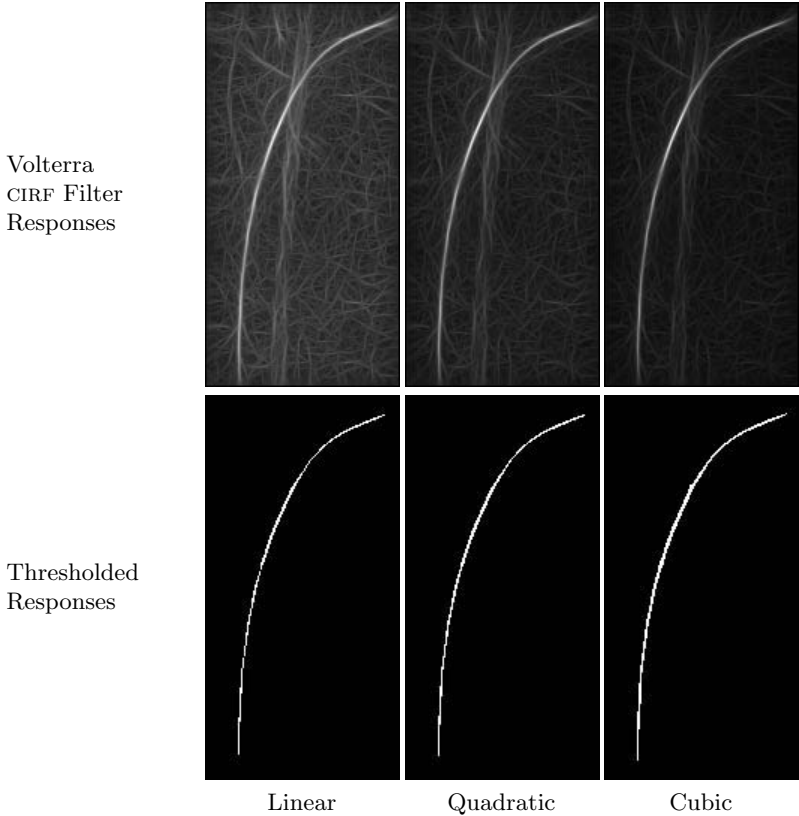 Volterra
CIRF Filter
Responses
Thresholded
Responses
Linear
Quadratic
Cubic